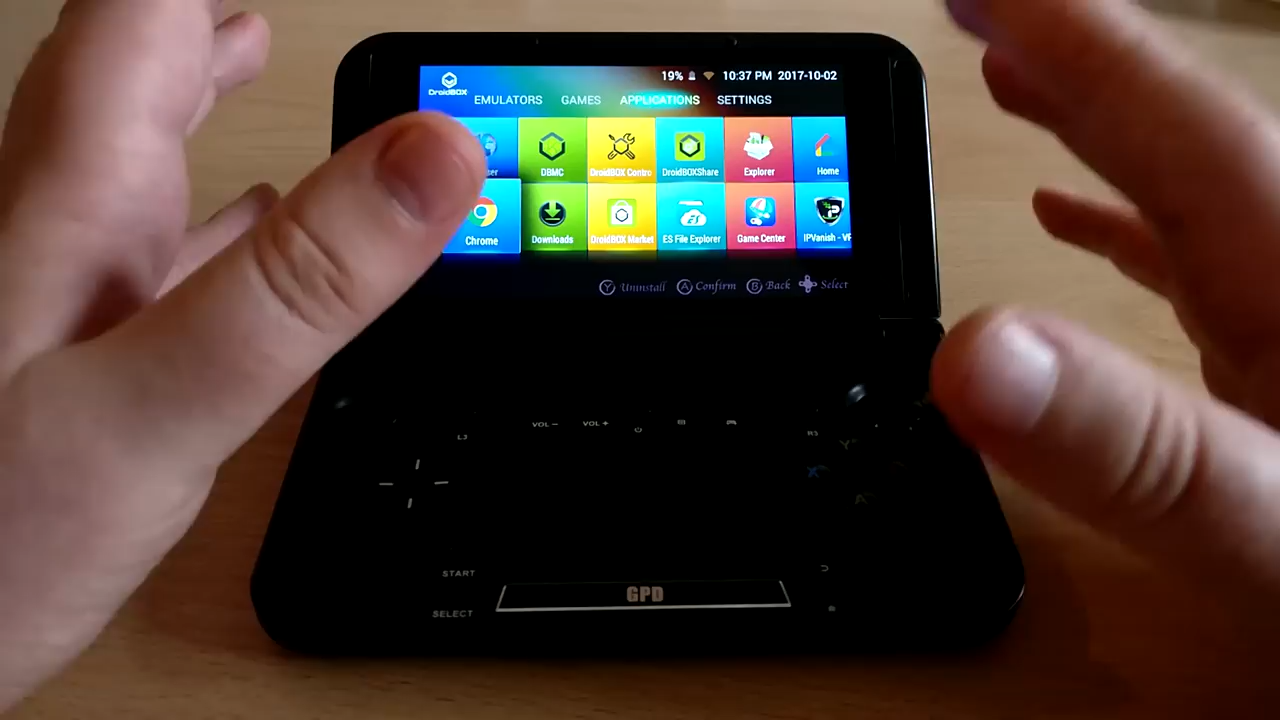 19% 10:37 PM 2017-10-02
DroidBOX
EMULATORS GAMES APPLICATIONS SETTINGS
DBMC DroidBOX Contro DroidBOXShare Explorer Home
Chrome Downloads DroidBOX Market ES File Explorer Game Center IPVanish - VP
Y Uninstall A Confirm B Back Select
VOL − VOL +
L3
R3
Y
X
A
START
SELECT
GPD